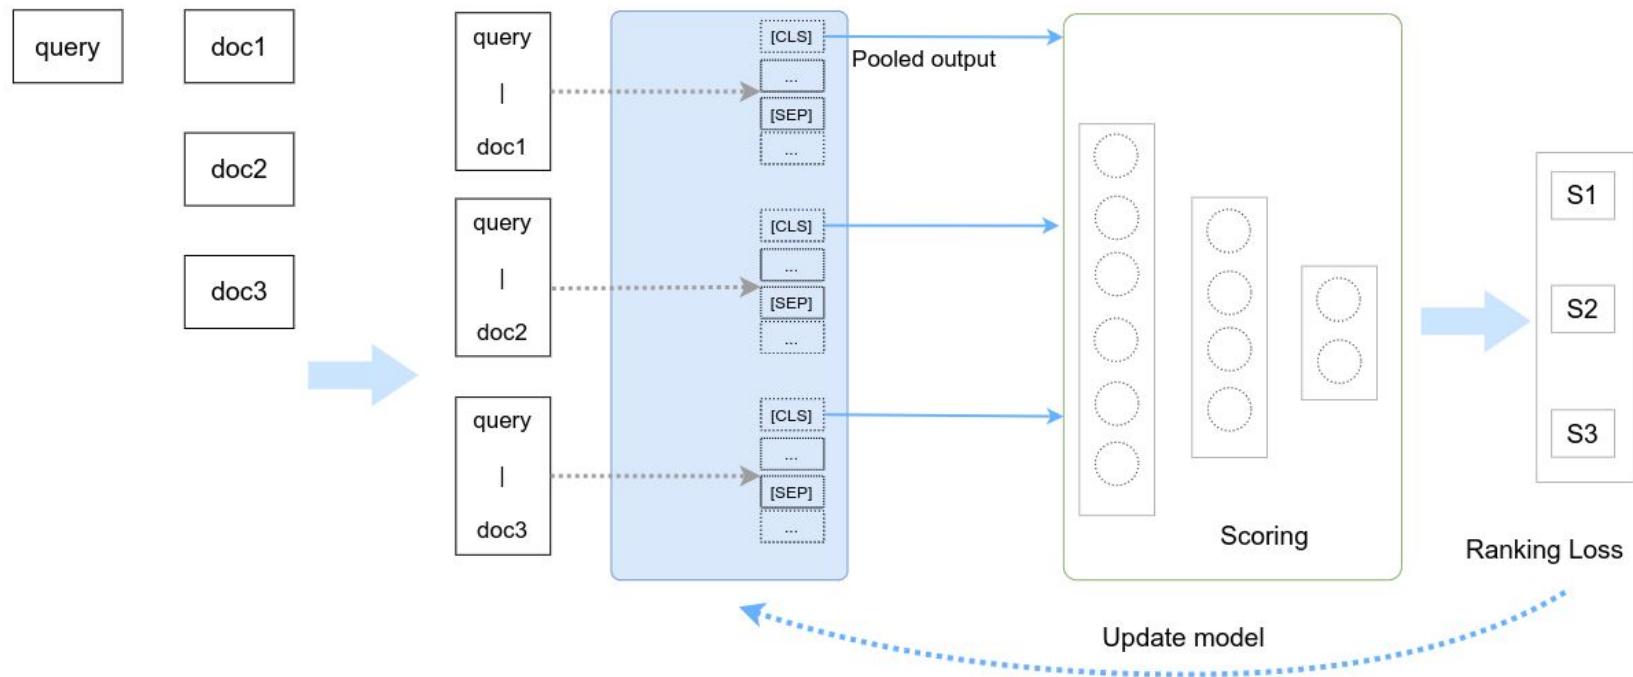 query
doc1
doc2
doc3
query
|
doc1
query
|
doc2
query
|
doc3
[CLS]
...
[SEP]
...
[CLS]
...
[SEP]
...
[CLS]
...
[SEP]
...
Pooled output
Scoring
S1
S2
S3
Ranking Loss
Update model